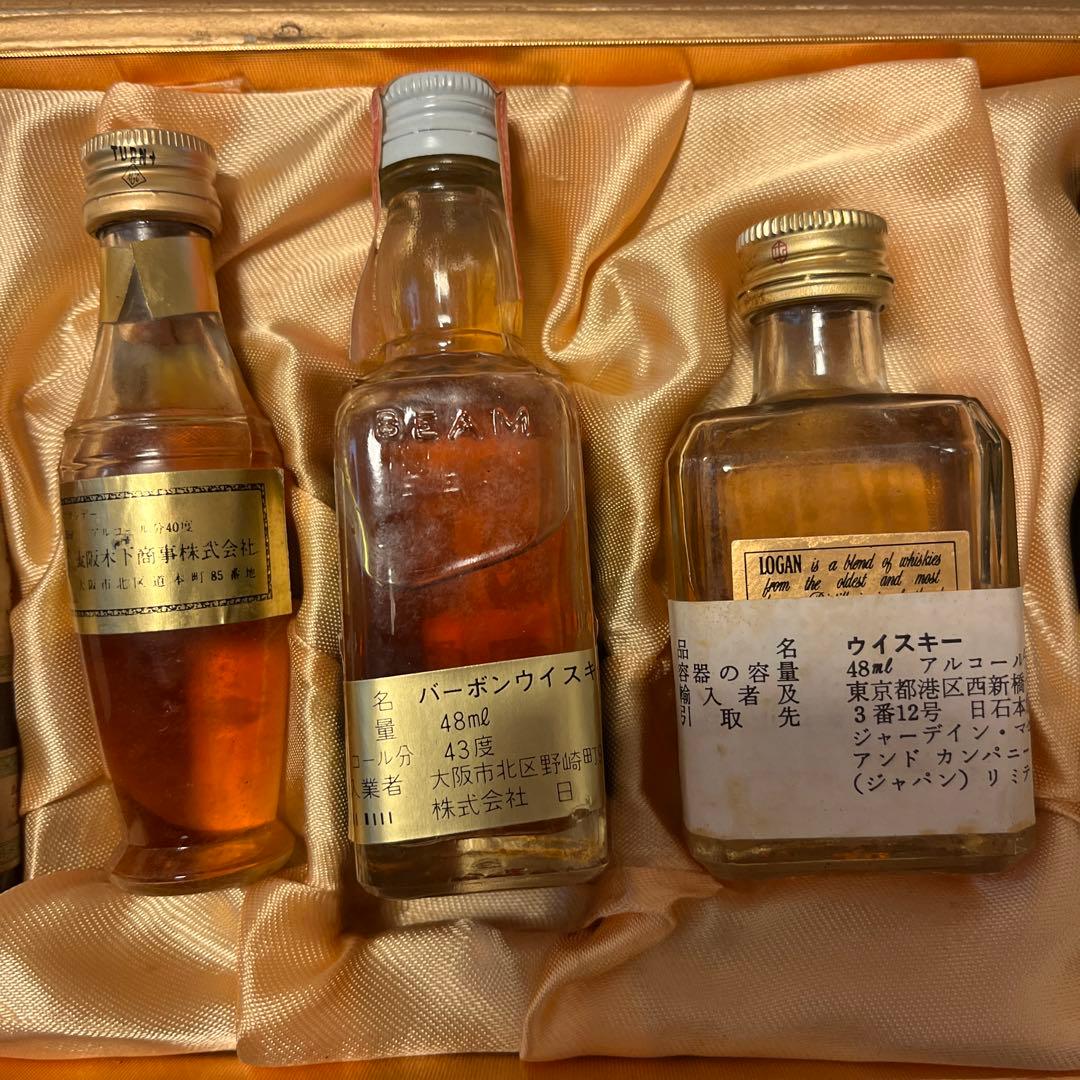 TURN
アルコール分40度
大阪木下商事株式会社
大阪市北区道本町85番地
BEAM
名 バーボンウイスキ
量 48mℓ
コール分 43度
入業者 大阪市北区野崎町
株式会社 日
LOGAN is a blend of whiskies
from the oldest and most
品名 ウイスキー
容器の容量 48mℓ アルコール
輸入者及 東京都港区西新橋
引取先 3番12号 日石本
ジャーデイン・マ
アンド カンパニー
(ジャパン) リミテ